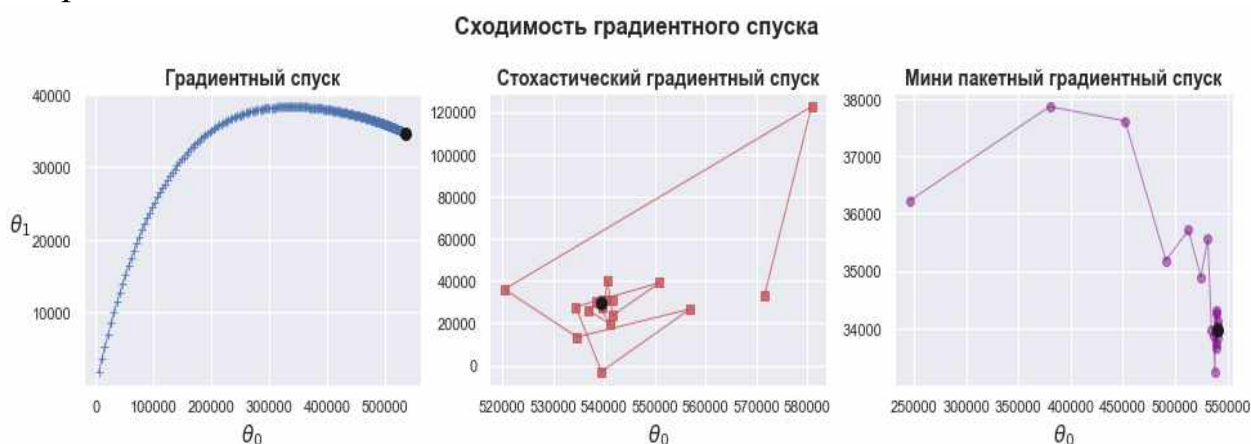 Сходимость градиентного спуска
Градиентный спуск
Стохастический градиентный спуск
Мини пакетный градиентный спуск
40000
30000
20000
10000
θ1
0 100000 200000 300000 400000 500000
θ0
120000
100000
80000
60000
40000
20000
0
520000 530000 540000 550000 560000 570000 580000
θ0
38000
37000
36000
35000
34000
250000 300000 350000 400000 450000 500000 550000
θ0